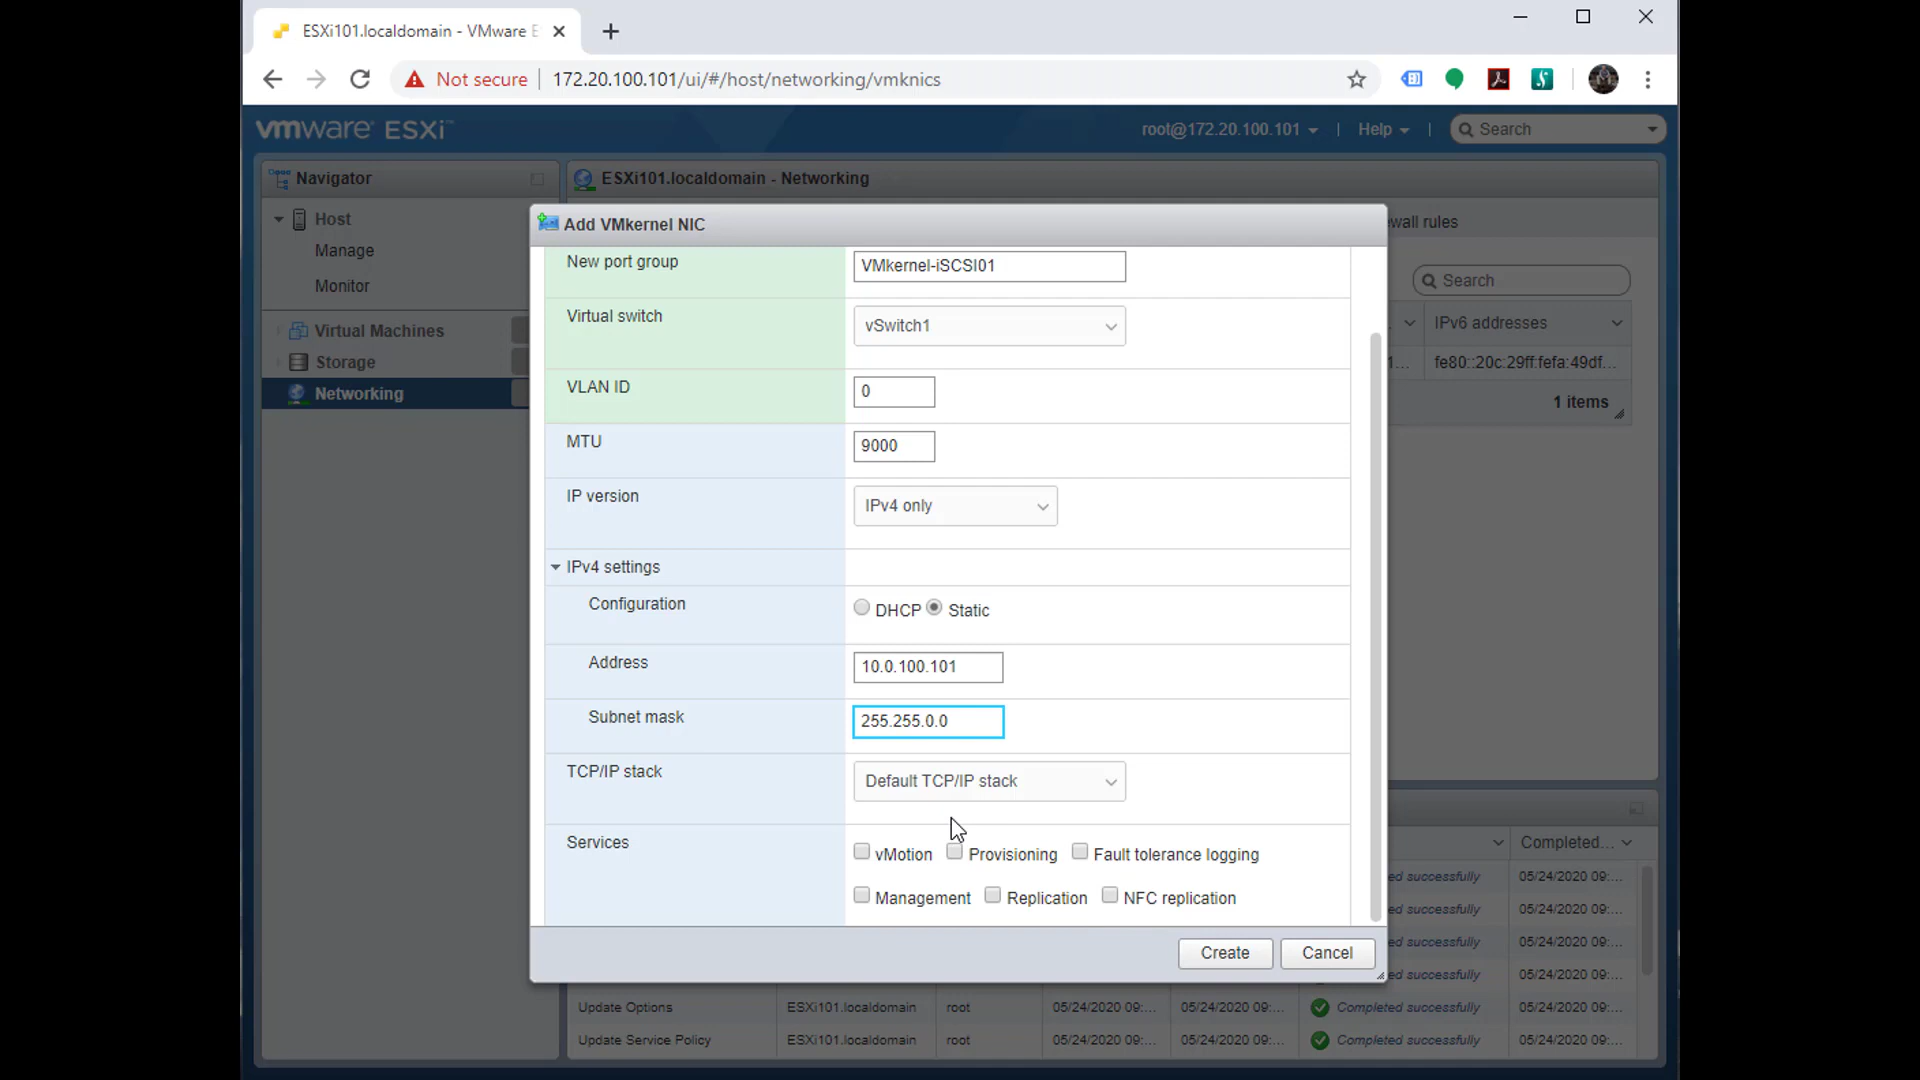 ESXi101.localdomain - VMware E
Not secure 172.20.100.101/ui/#/host/networking/vmknics
vmware ESXi™
root@172.20.100.101 | Help | Search
Navigator
ESXi101.localdomain - Networking
Host
Manage
Monitor
Virtual Machines
Storage
Networking
wall rules
Search
IPv6 addresses
1... fe80::20c:29ff:fefa:49df...
1 items
Add VMkernel NIC
New port group VMkernel-iSCSI01
Virtual switch vSwitch1
VLAN ID 0
MTU 9000
IP version IPv4 only
IPv4 settings
Configuration DHCP Static
Address 10.0.100.101
Subnet mask 255.255.0.0
TCP/IP stack Default TCP/IP stack
Services vMotion Provisioning Fault tolerance logging
Management Replication NFC replication
Create Cancel
Completed...
ed successfully 05/24/2020 09:...
ed successfully 05/24/2020 09:...
ed successfully 05/24/2020 09:...
ed successfully 05/24/2020 09:...
Update Options ESXi101.localdomain root 05/24/2020 09:... 05/24/2020 09:... Completed successfully 05/24/2020 09:...
Update Service Policy ESXi101.localdomain root 05/24/2020 09:... 05/24/2020 09:... Completed successfully 05/24/2020 09:...